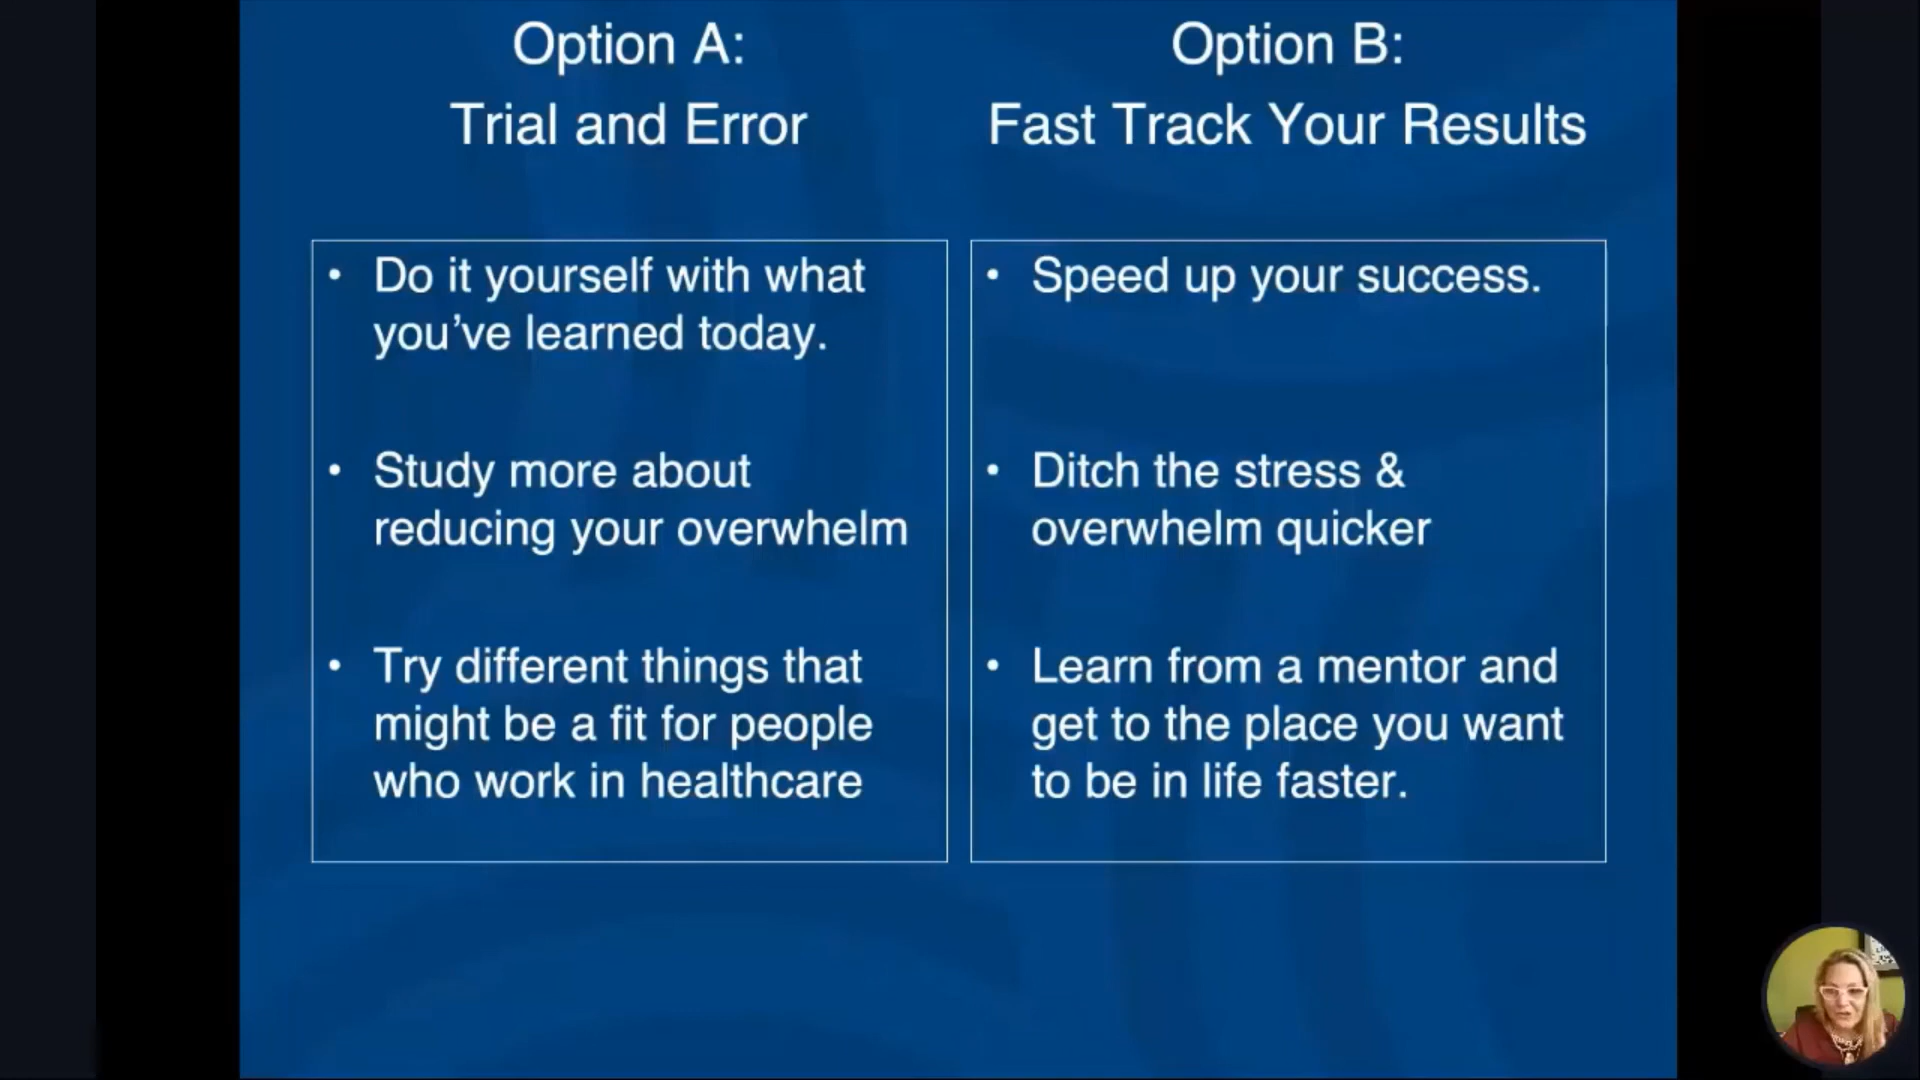 Option A:
Trial and Error
• Do it yourself with what
you’ve learned today.
• Study more about
reducing your overwhelm
• Try different things that
might be a fit for people
who work in healthcare
Option B:
Fast Track Your Results
• Speed up your success.
• Ditch the stress &
overwhelm quicker
• Learn from a mentor and
get to the place you want
to be in life faster.